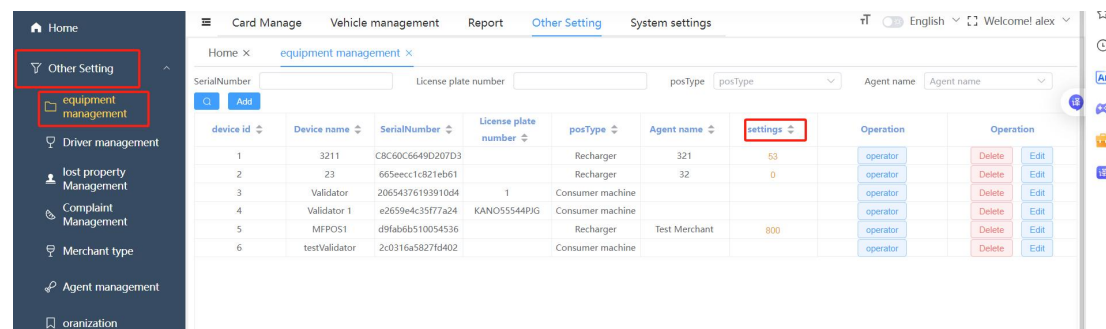 Home
Other Setting
equipment
management
Driver management
lost property
Management
Complaint
Management
Merchant type
Agent management
oranization
Card Manage Vehicle management Report Other Setting System settings
English Welcome! alex
Home × equipment management ×
SerialNumber License plate number posType posType Agent name Agent name
Add
device id Device name SerialNumber License plate number posType Agent name settings Operation Operation
1 3211 C8C60C6649D207D3 Recharger 321 53 operator Delete Edit
2 23 665eecc1c821eb61 Recharger 32 0 operator Delete Edit
3 Validator 20654376193910d4 1 Consumer machine operator Delete Edit
4 Validator 1 e2659e4c35f77a24 KANO55544PJG Consumer machine operator Delete Edit
5 MFPOS1 d9fab6b510054536 Recharger Test Merchant 800 operator Delete Edit
6 testValidator 2c0316a5827fd402 Consumer machine operator Delete Edit